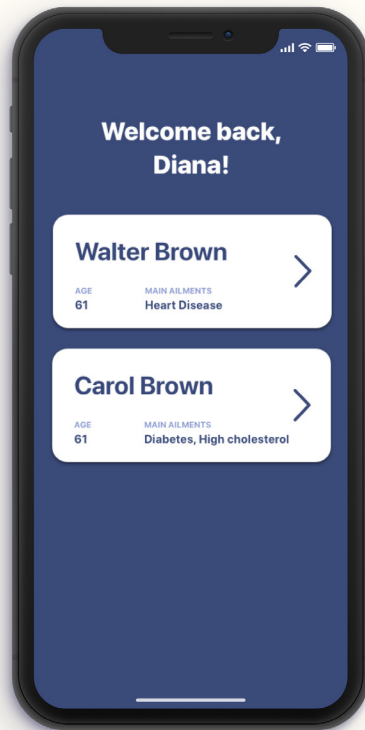 Welcome back,
Diana!
Walter Brown
AGE MAIN AILMENTS
61 Heart Disease
Carol Brown
AGE MAIN AILMENTS
61 Diabetes, High cholesterol